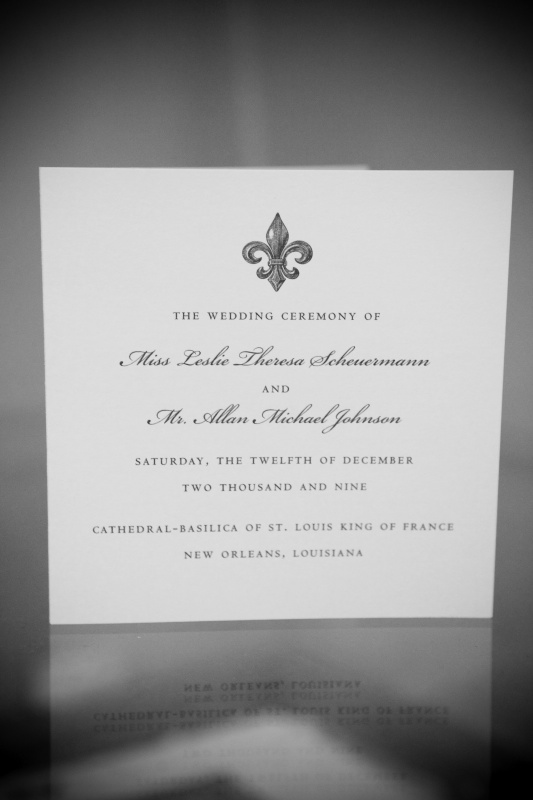 THE WEDDING CEREMONY OF
Miss Leslie Theresa Scheuermann
AND
Mr. Allan Michael Johnson
SATURDAY, THE TWELFTH OF DECEMBER
TWO THOUSAND AND NINE
CATHEDRAL-BASILICA OF ST. LOUIS KING OF FRANCE
NEW ORLEANS, LOUISIANA